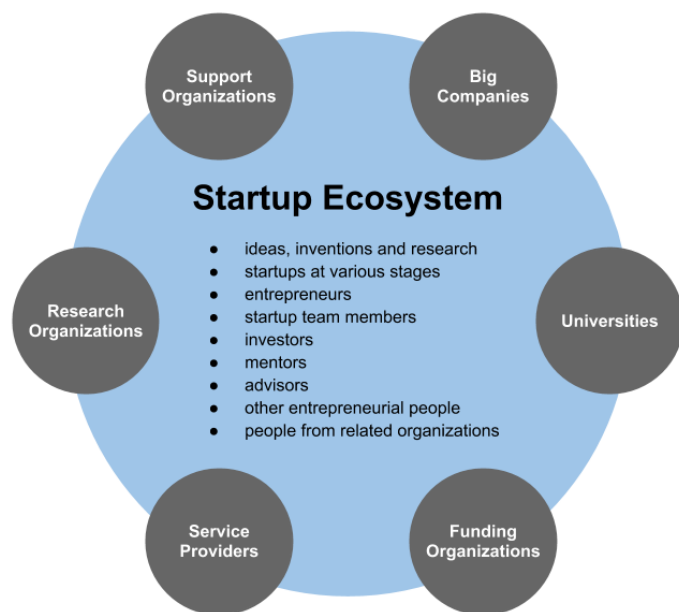 Support
Organizations
Big
Companies
Startup Ecosystem
● ideas, inventions and research
● startups at various stages
● entrepreneurs
● startup team members
● investors
● mentors
● advisors
● other entrepreneurial people
● people from related organizations
Research
Organizations
Universities
Service
Providers
Funding
Organizations